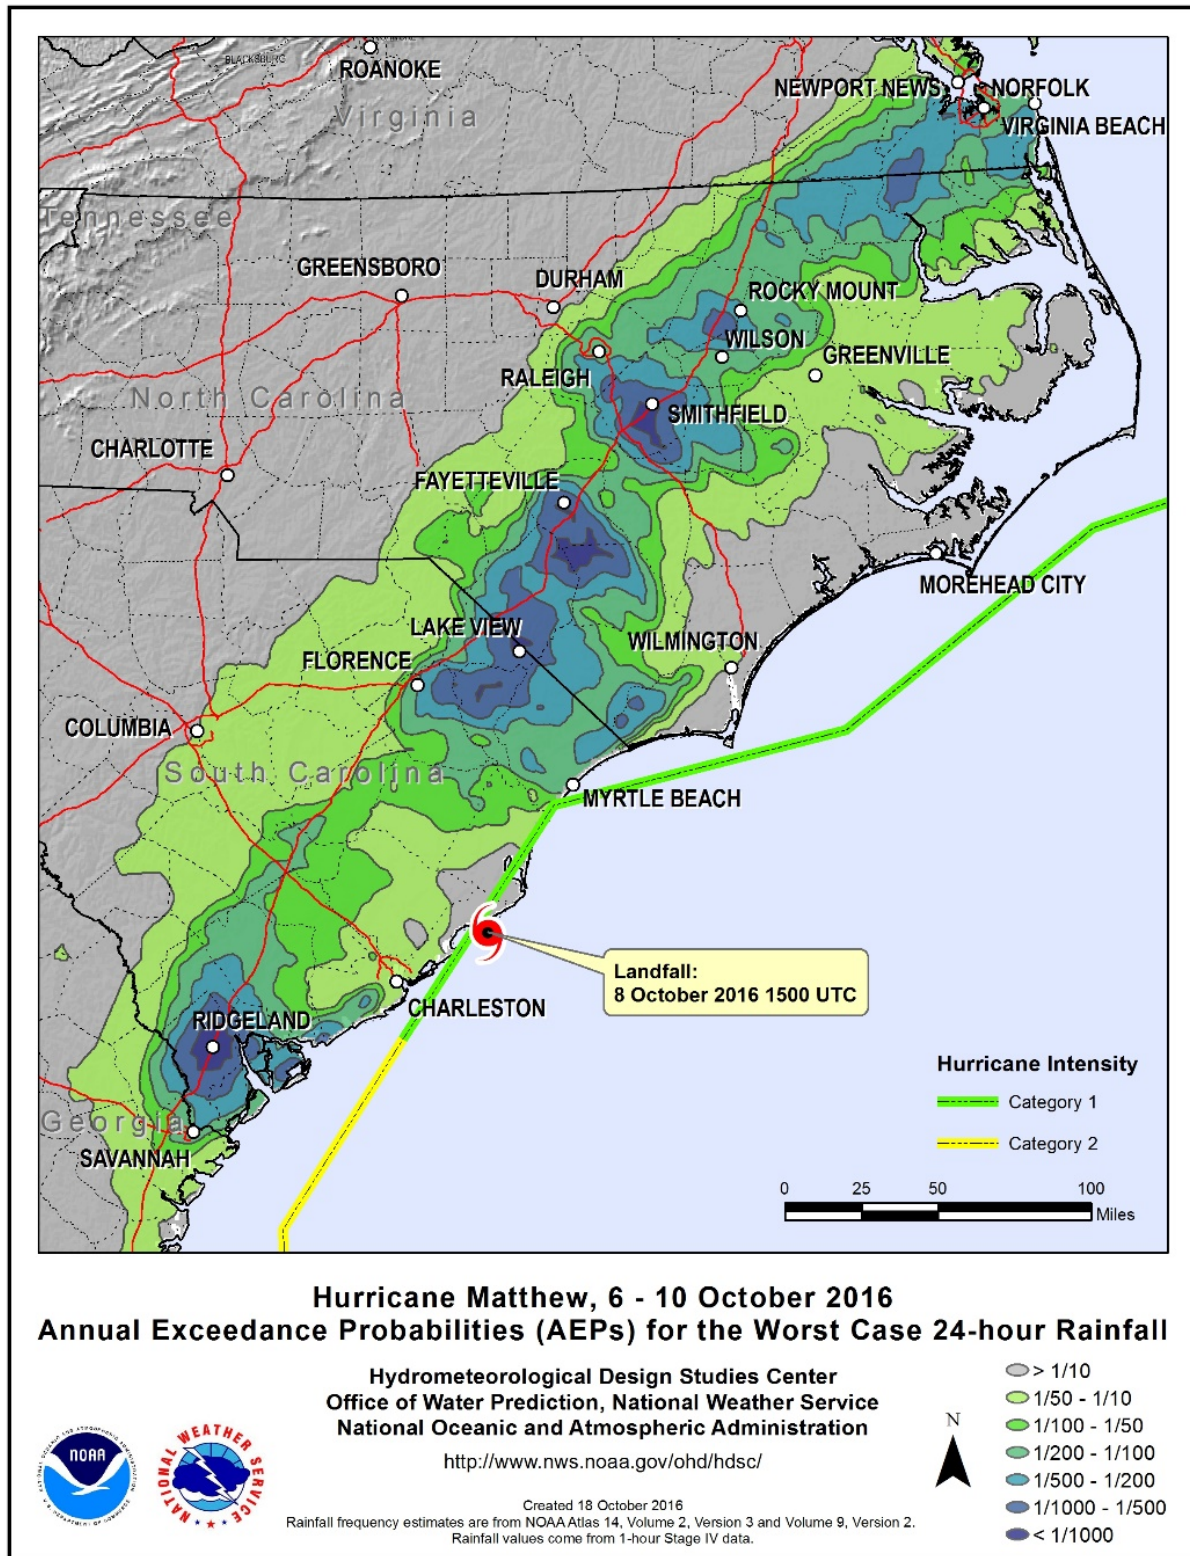 BLACKSBURG
ROANOKE
Virginia
NEWPORT NEWS
NORFOLK
VIRGINIA BEACH
Tennessee
GREENSBORO
DURHAM
ROCKY MOUNT
WILSON
GREENVILLE
RALEIGH
North Carolina
SMITHFIELD
CHARLOTTE
FAYETTEVILLE
MOREHEAD CITY
LAKE VIEW
WILMINGTON
FLORENCE
COLUMBIA
South Carolina
MYRTLE BEACH
Landfall:
8 October 2016 1500 UTC
CHARLESTON
RIDGELAND
Georgia
SAVANNAH
Hurricane Intensity
Category 1
Category 2
0 25 50 100
Miles
Hurricane Matthew, 6 - 10 October 2016
Annual Exceedance Probabilities (AEPs) for the Worst Case 24-hour Rainfall
Hydrometeorological Design Studies Center
Office of Water Prediction, National Weather Service
National Oceanic and Atmospheric Administration
http://www.nws.noaa.gov/ohd/hdsc/
Created 18 October 2016
Rainfall frequency estimates are from NOAA Atlas 14, Volume 2, Version 3 and Volume 9, Version 2.
Rainfall values come from 1-hour Stage IV data.
NOAA
NATIONAL WEATHER SERVICE
N
> 1/10
1/50 - 1/10
1/100 - 1/50
1/200 - 1/100
1/500 - 1/200
1/1000 - 1/500
< 1/1000